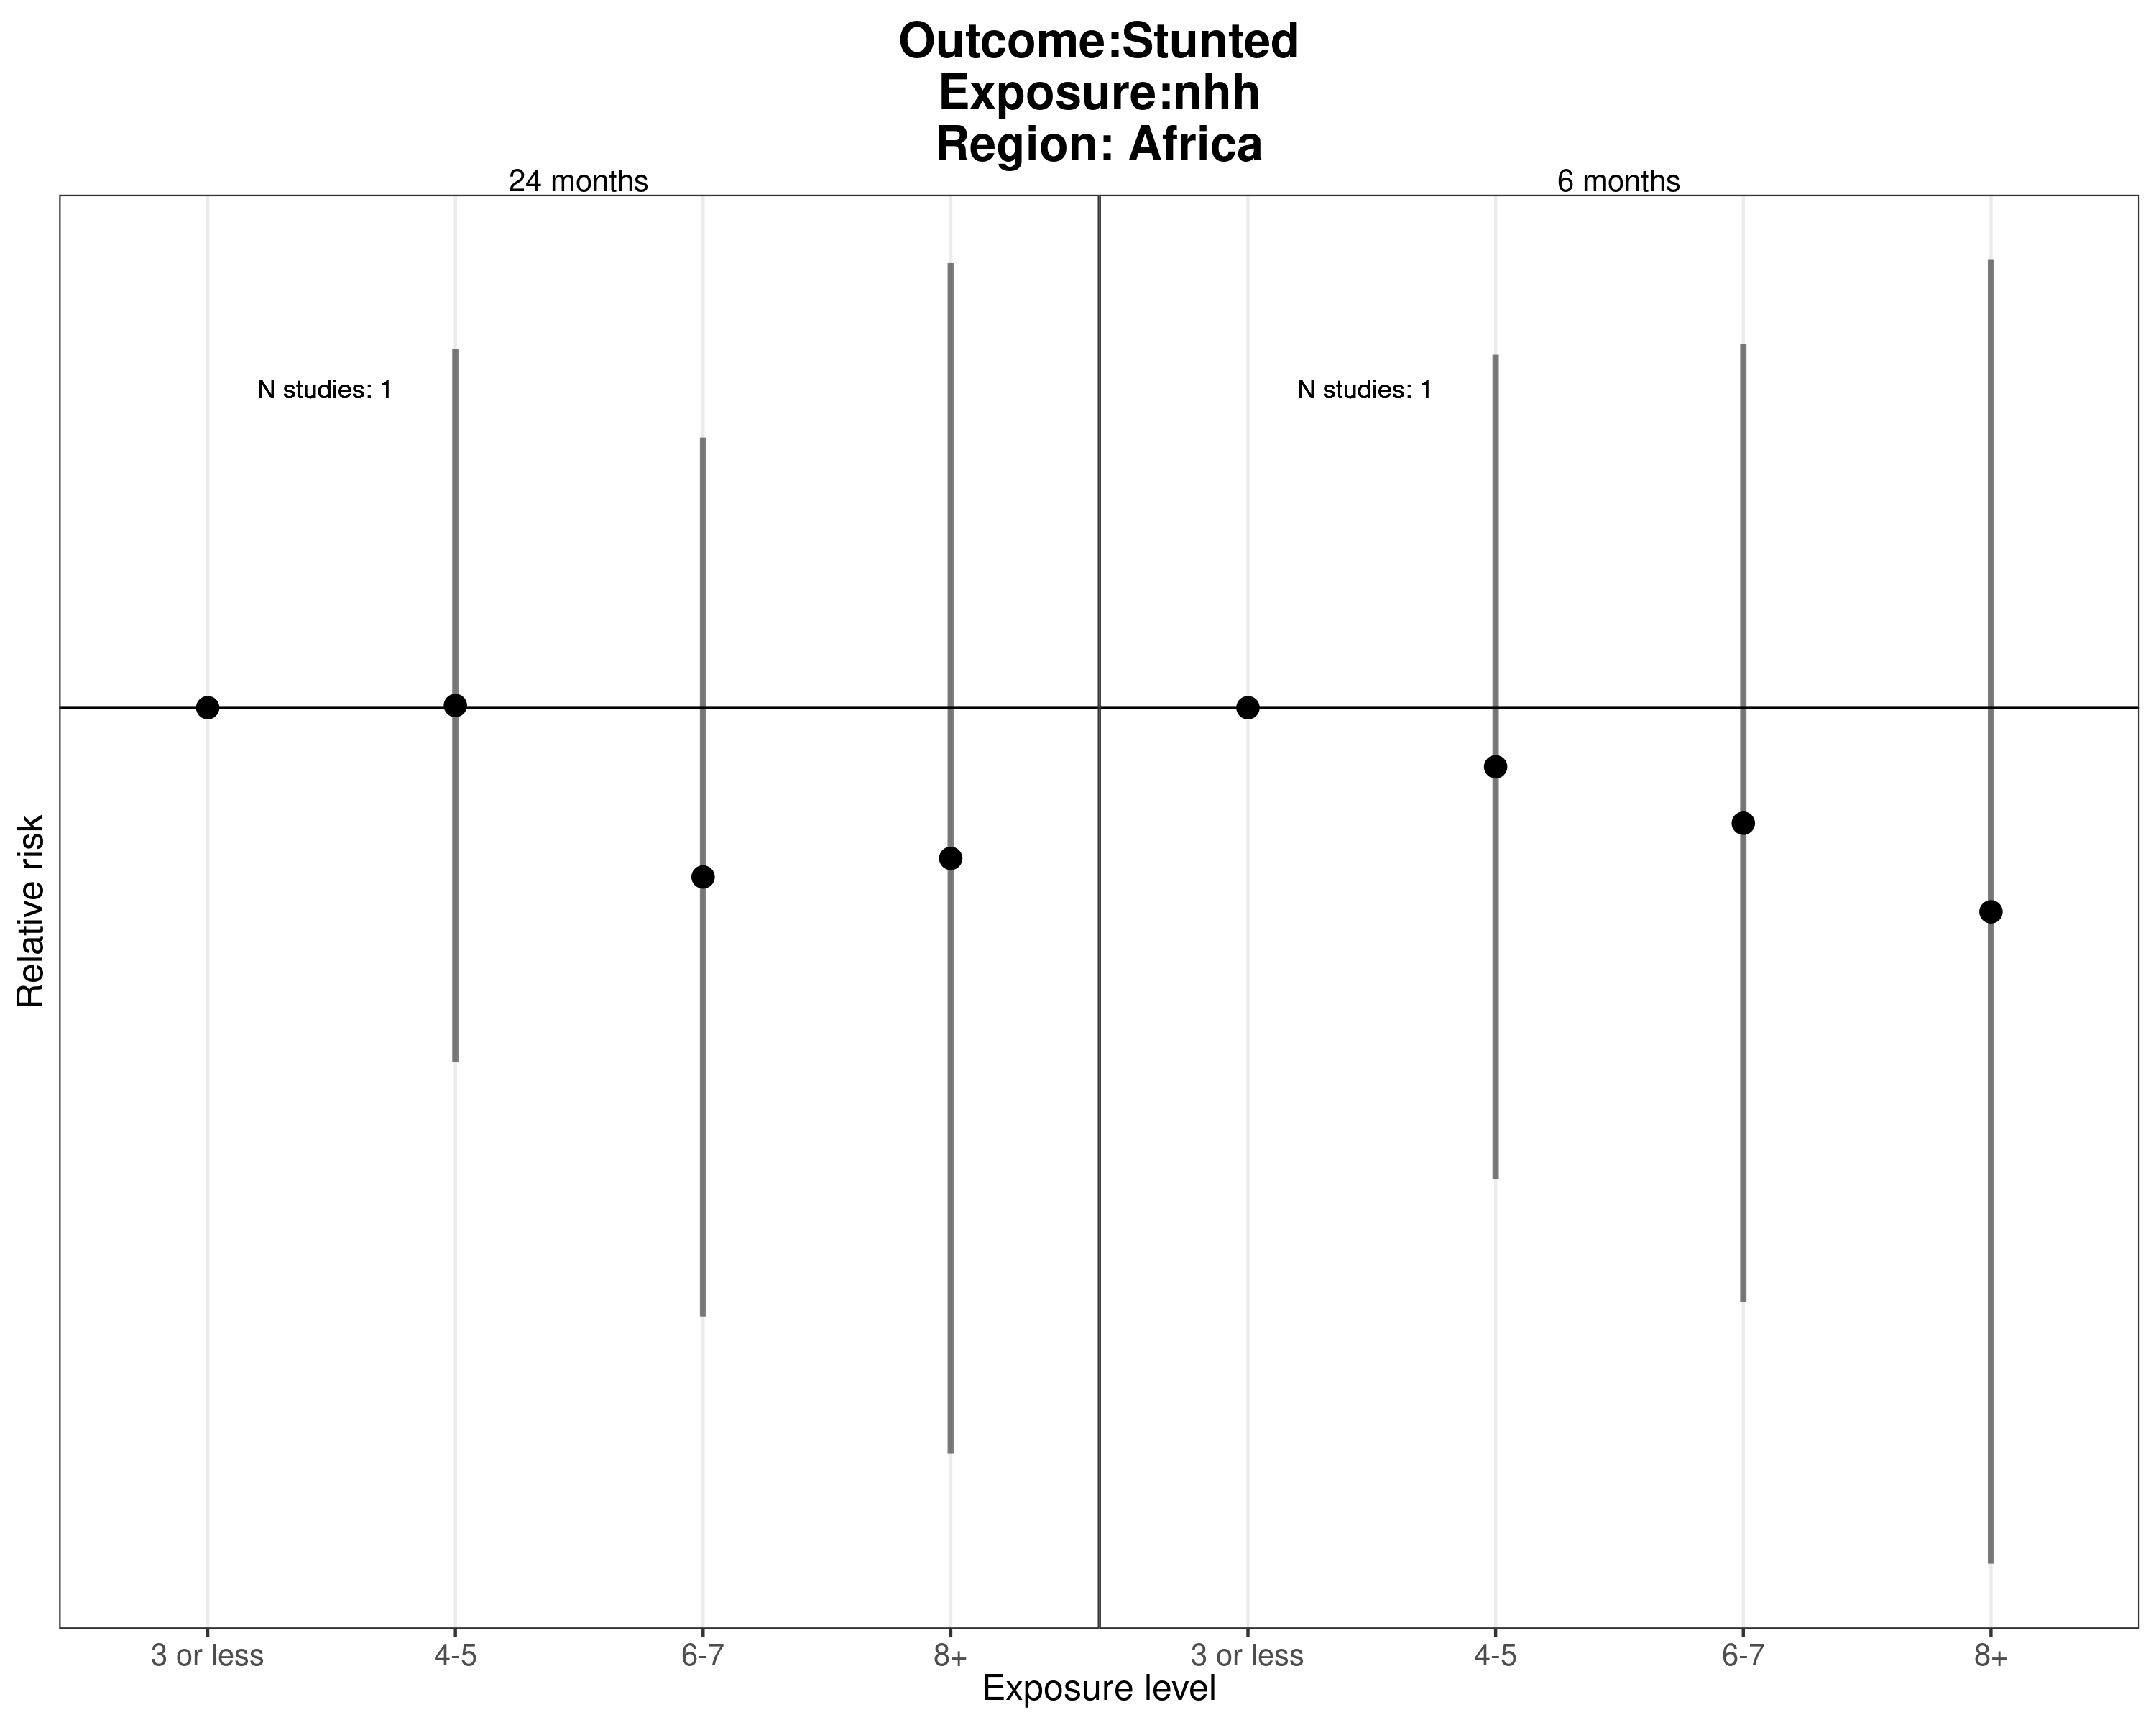 Outcome:Stunted
Exposure:nhh
Region: Africa
24 months
6 months
N studies: 1
N studies: 1
Relative risk
3 or less
4-5
6-7
8+
3 or less
4-5
6-7
8+
Exposure level